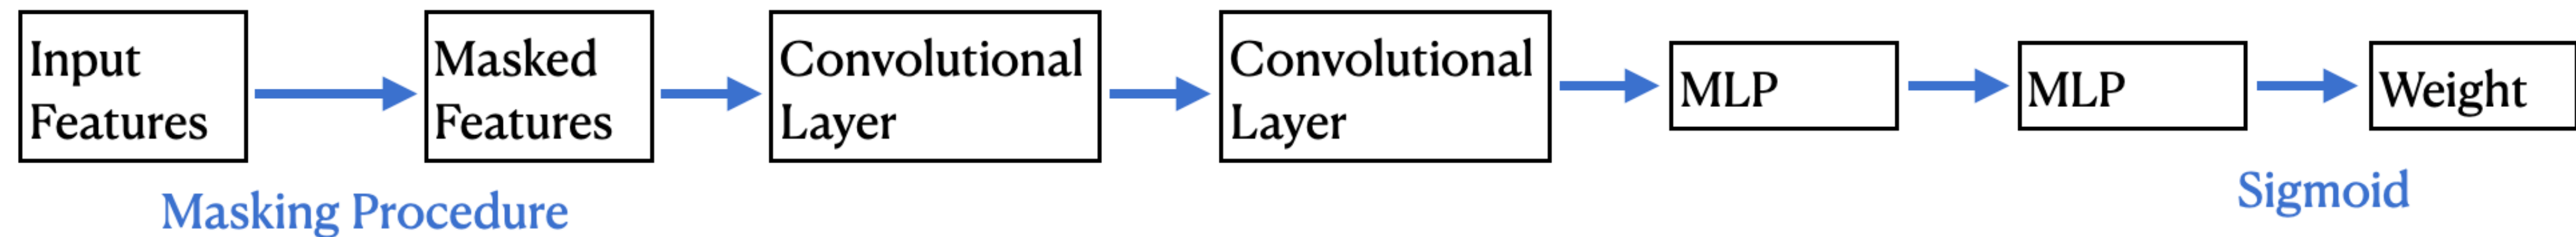 Input
Features
Masked
Features
Convolutional
Layer
Convolutional
Layer
MLP
MLP
Weight
Masking Procedure
Sigmoid